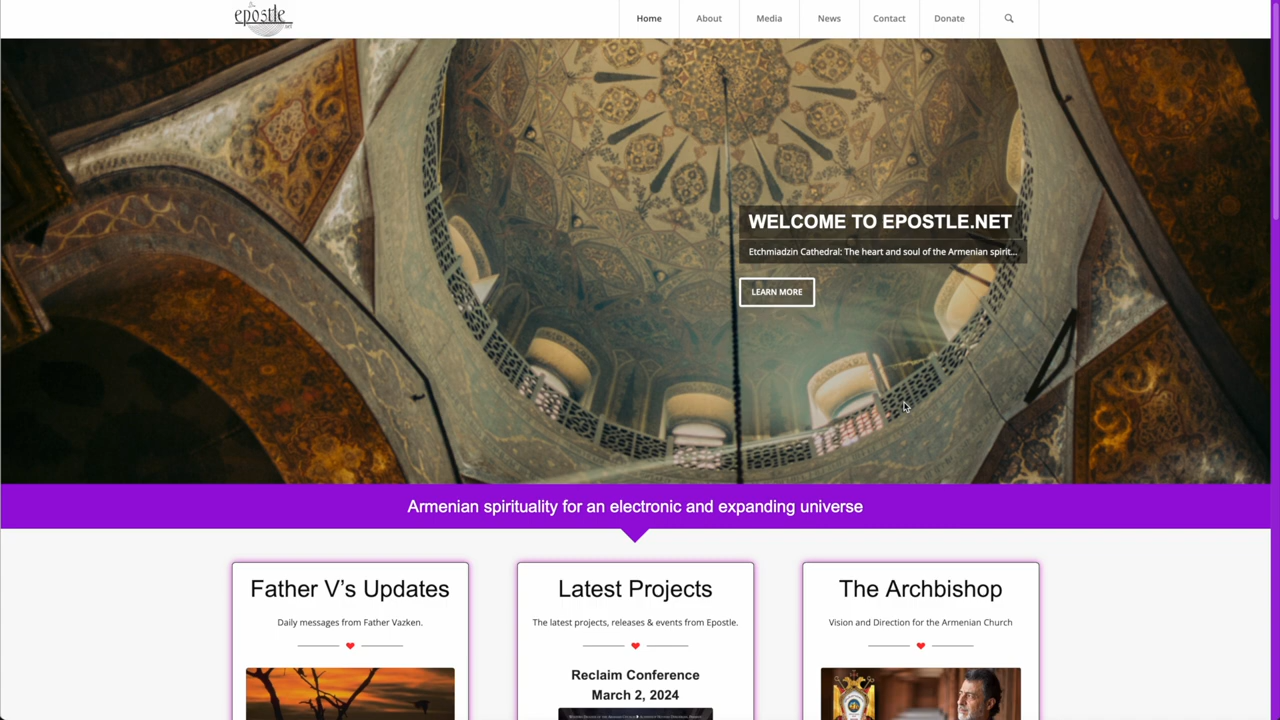 The
epostle
.net
Home
About
Media
News
Contact
Donate
WELCOME TO EPOSTLE.NET
Etchmiadzin Cathedral: The heart and soul of the Armenian spirit...
LEARN MORE
Armenian spirituality for an electronic and expanding universe
Father V's Updates
Daily messages from Father Vazken.
Latest Projects
The latest projects, releases & events from Epostle.
Reclaim Conference
March 2, 2024
The Archbishop
Vision and Direction for the Armenian Church